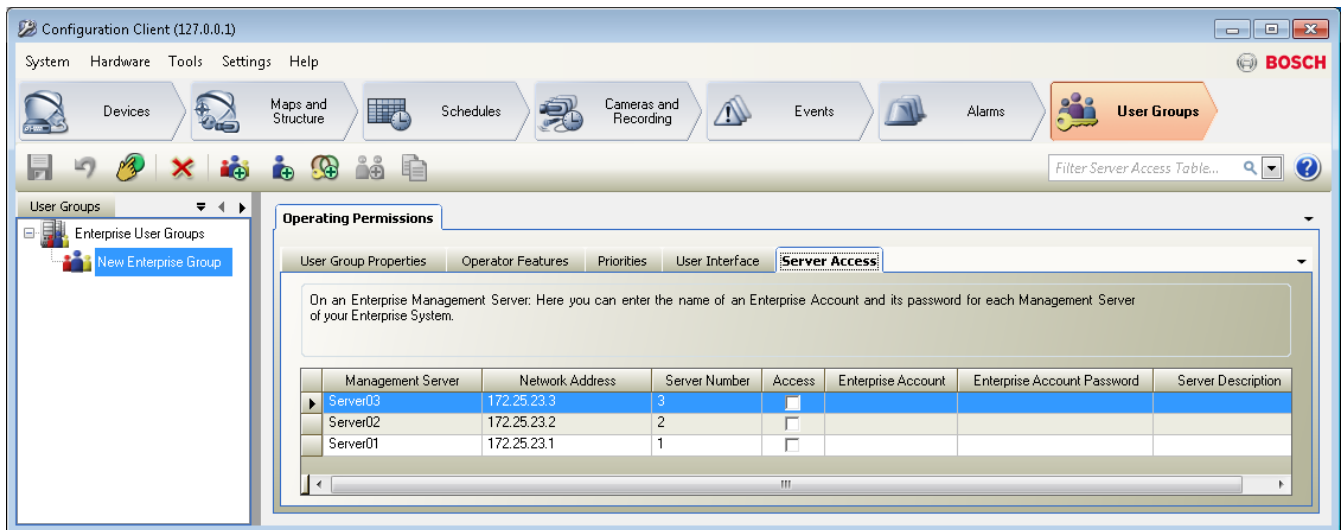 Configuration Client (127.0.0.1)
System Hardware Tools Settings Help
BOSCH
Devices
Maps and
Structure
Schedules
Cameras and
Recording
Events
Alarms
User Groups
Filter Server Access Table...
User Groups
Enterprise User Groups
New Enterprise Group
Operating Permissions
User Group Properties Operator Features Priorities User Interface Server Access
On an Enterprise Management Server: Here you can enter the name of an Enterprise Account and its password for each Management Server
of your Enterprise System.
Management Server Network Address Server Number Access Enterprise Account Enterprise Account Password Server Description
Server03 172.25.23.3 3
Server02 172.25.23.2 2
Server01 172.25.23.1 1